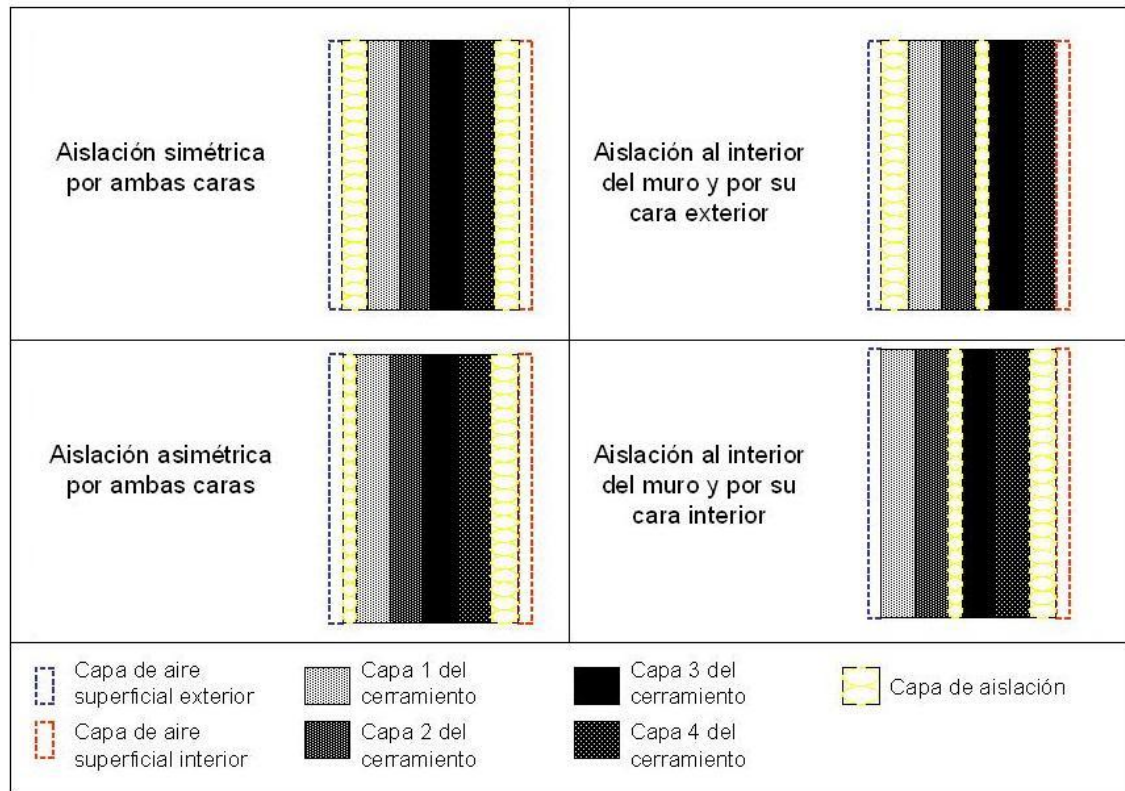 Aislación simétrica
por ambas caras
Aislación al interior
del muro y por su
cara exterior
Aislación asimétrica
por ambas caras
Aislación al interior
del muro y por su
cara interior
Capa de aire
superficial exterior
Capa de aire
superficial interior
Capa 1 del
cerramiento
Capa 2 del
cerramiento
Capa 3 del
cerramiento
Capa 4 del
cerramiento
Capa de aislación